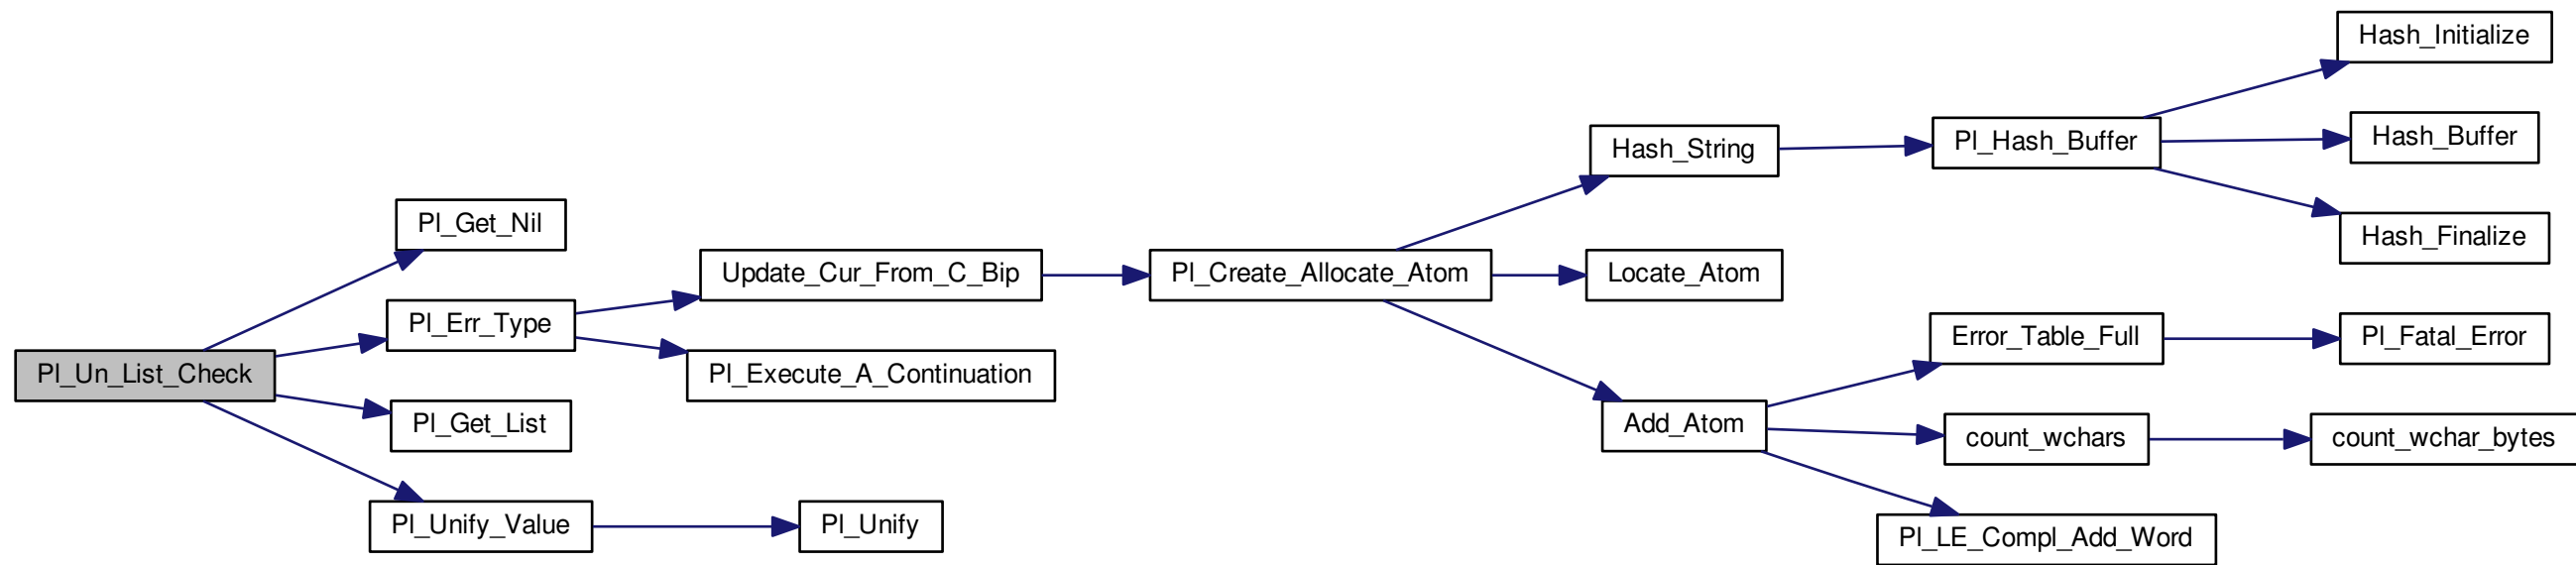 Pl_Un_List_Check
Pl_Get_Nil
Pl_Err_Type
Pl_Get_List
Pl_Unify_Value
Update_Cur_From_C_Bip
Pl_Execute_A_Continuation
Pl_Unify
Pl_Create_Allocate_Atom
Hash_String
Locate_Atom
Add_Atom
Pl_Hash_Buffer
Error_Table_Full
count_wchars
Pl_LE_Compl_Add_Word
Hash_Initialize
Hash_Buffer
Hash_Finalize
Pl_Fatal_Error
count_wchar_bytes